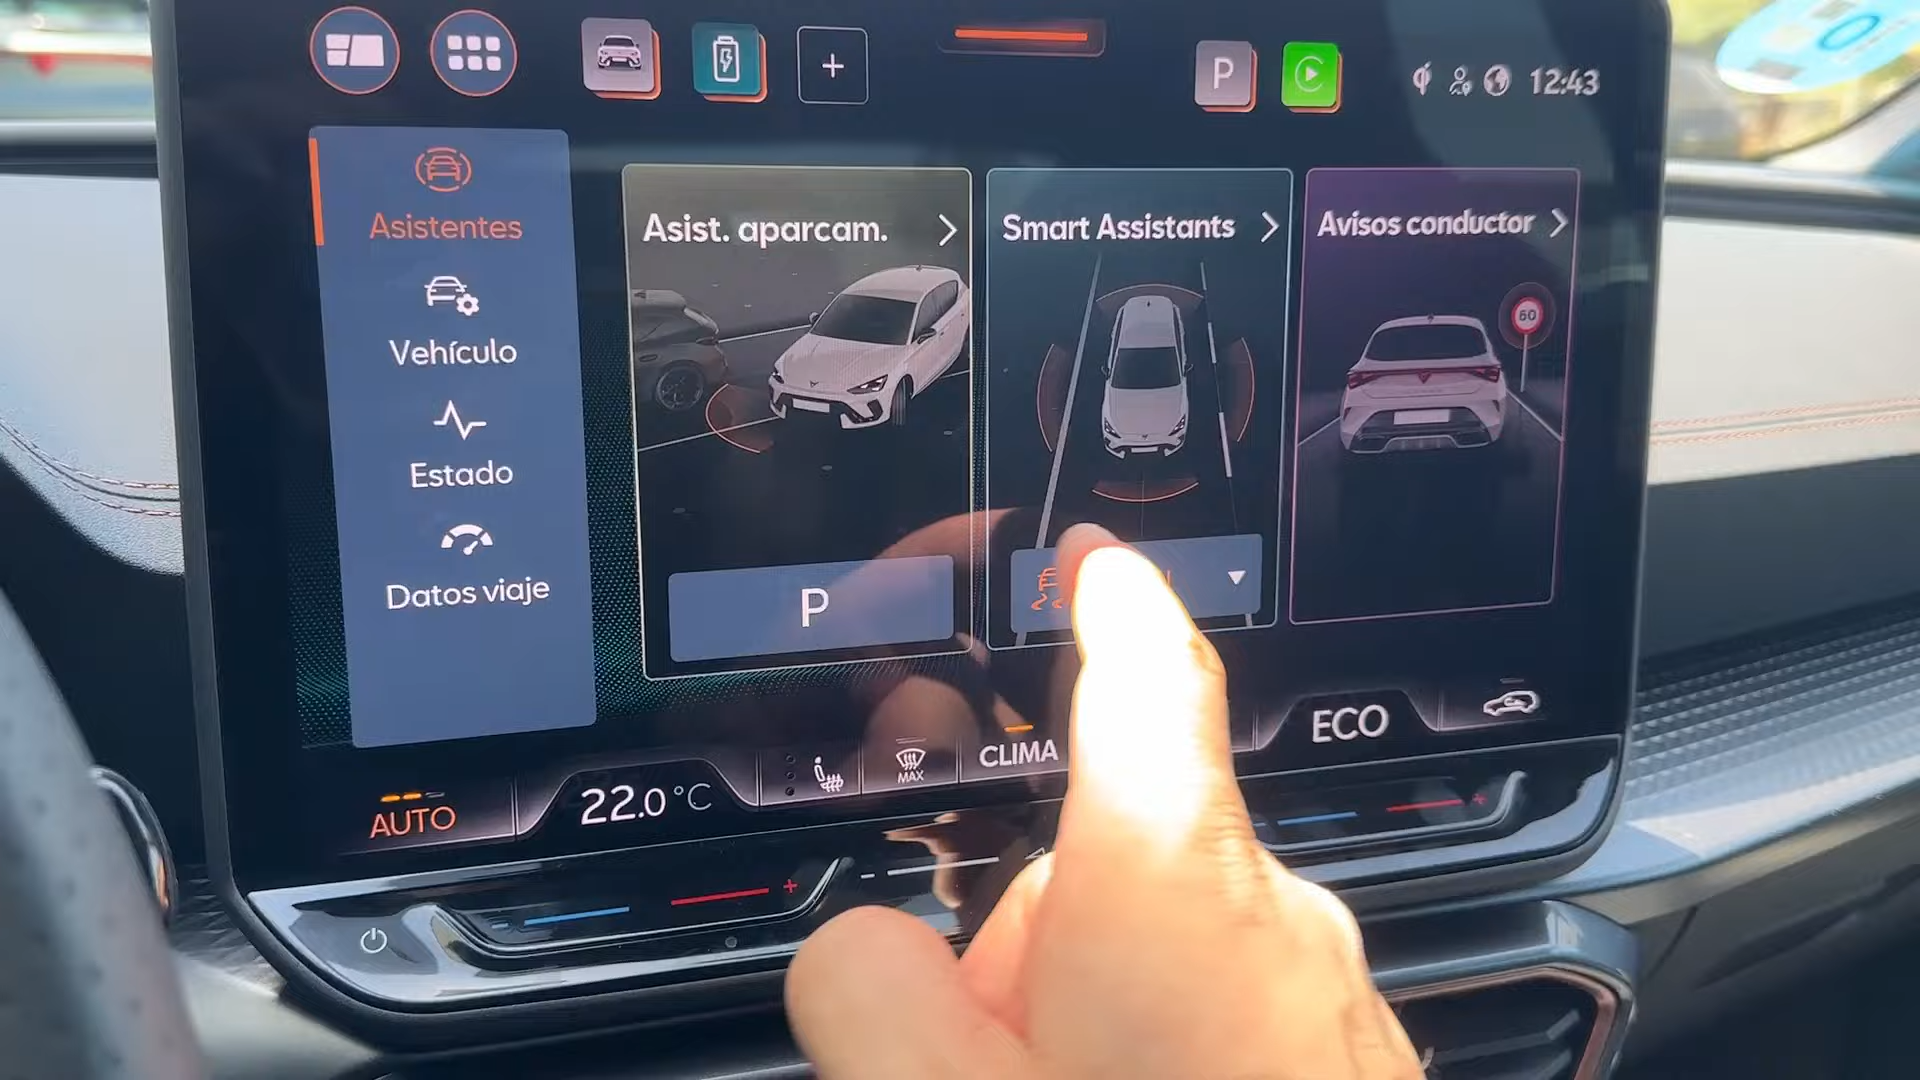 P
12:43
Asistentes
Vehículo
Estado
Datos viaje
Asist. aparcam.
Smart Assistants
Avisos conductor
60
P
AUTO
22.0 °C
MAX
CLIMA
ECO